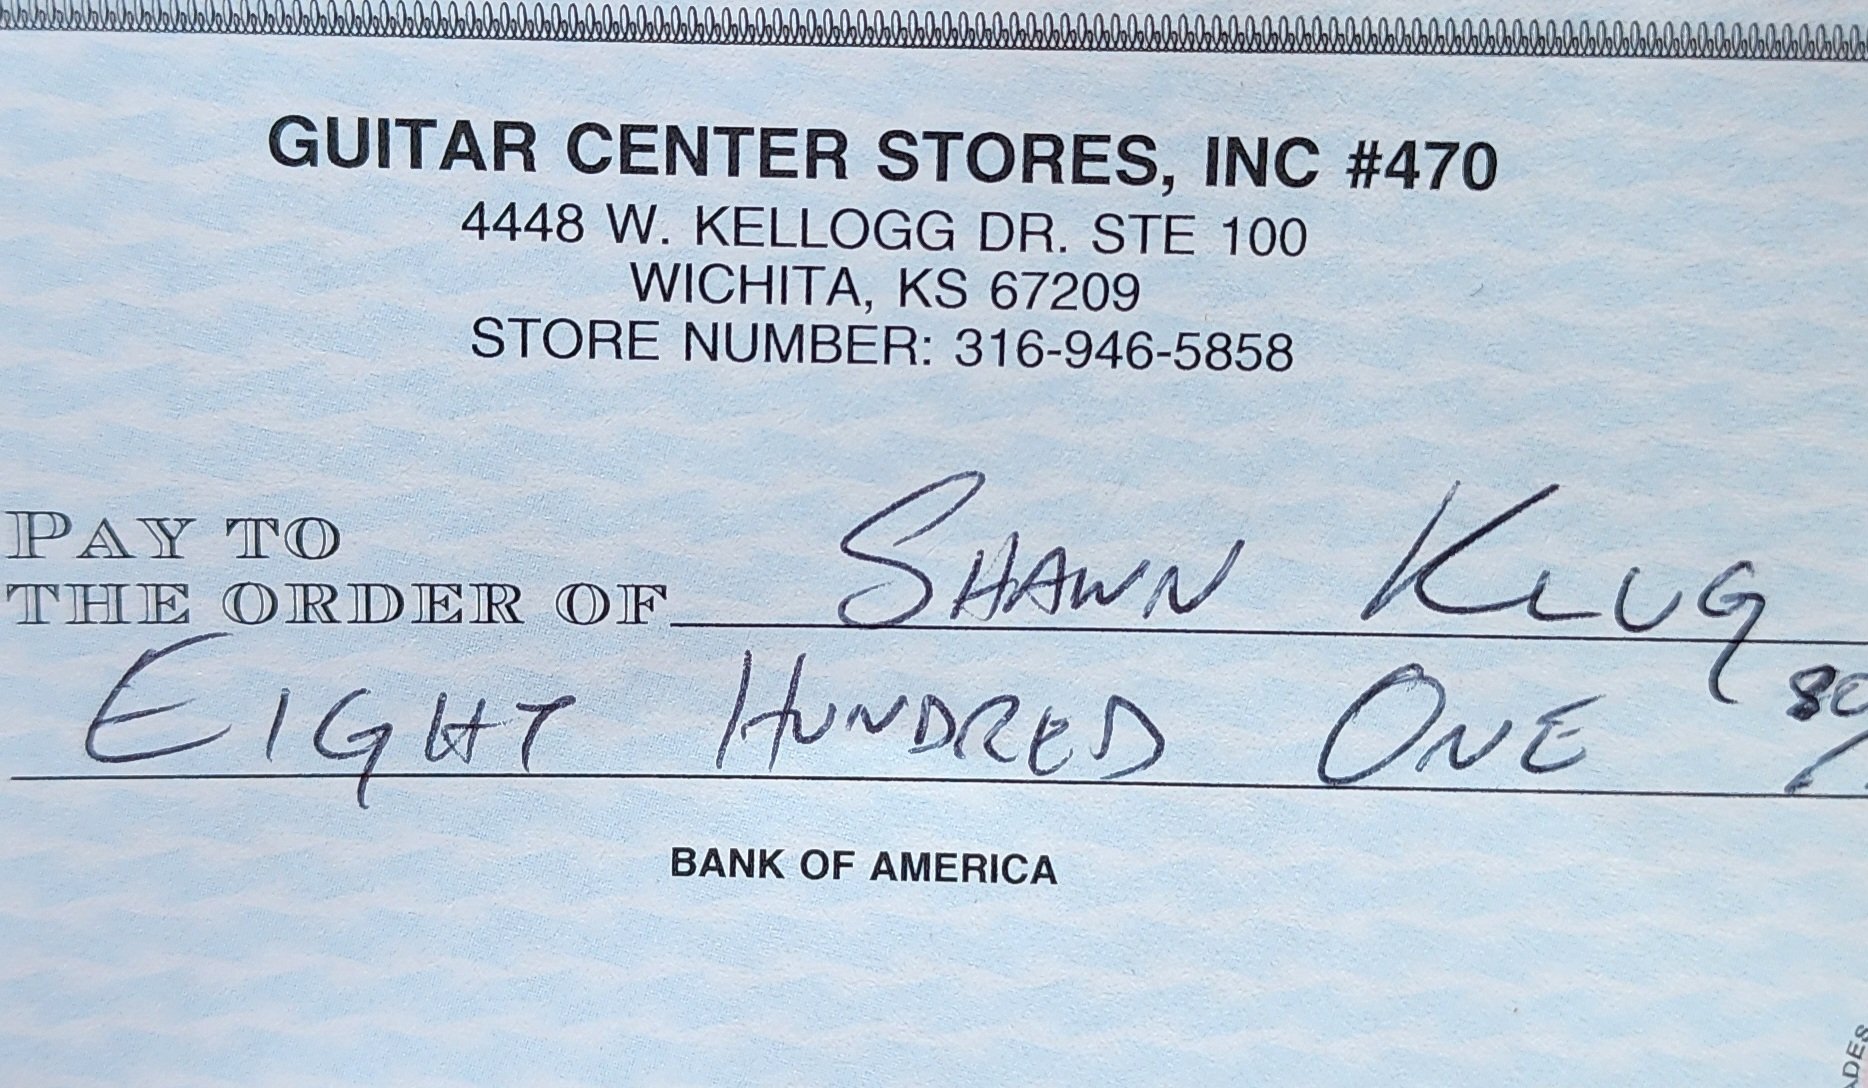 GUITAR CENTER STORES, INC #470
4448 W. KELLOGG DR. STE 100
WICHITA, KS 67209
STORE NUMBER: 316-946-5858
PAY TO
THE ORDER OF SHAWN KLUG
EIGHT HUNDRED ONE
BANK OF AMERICA